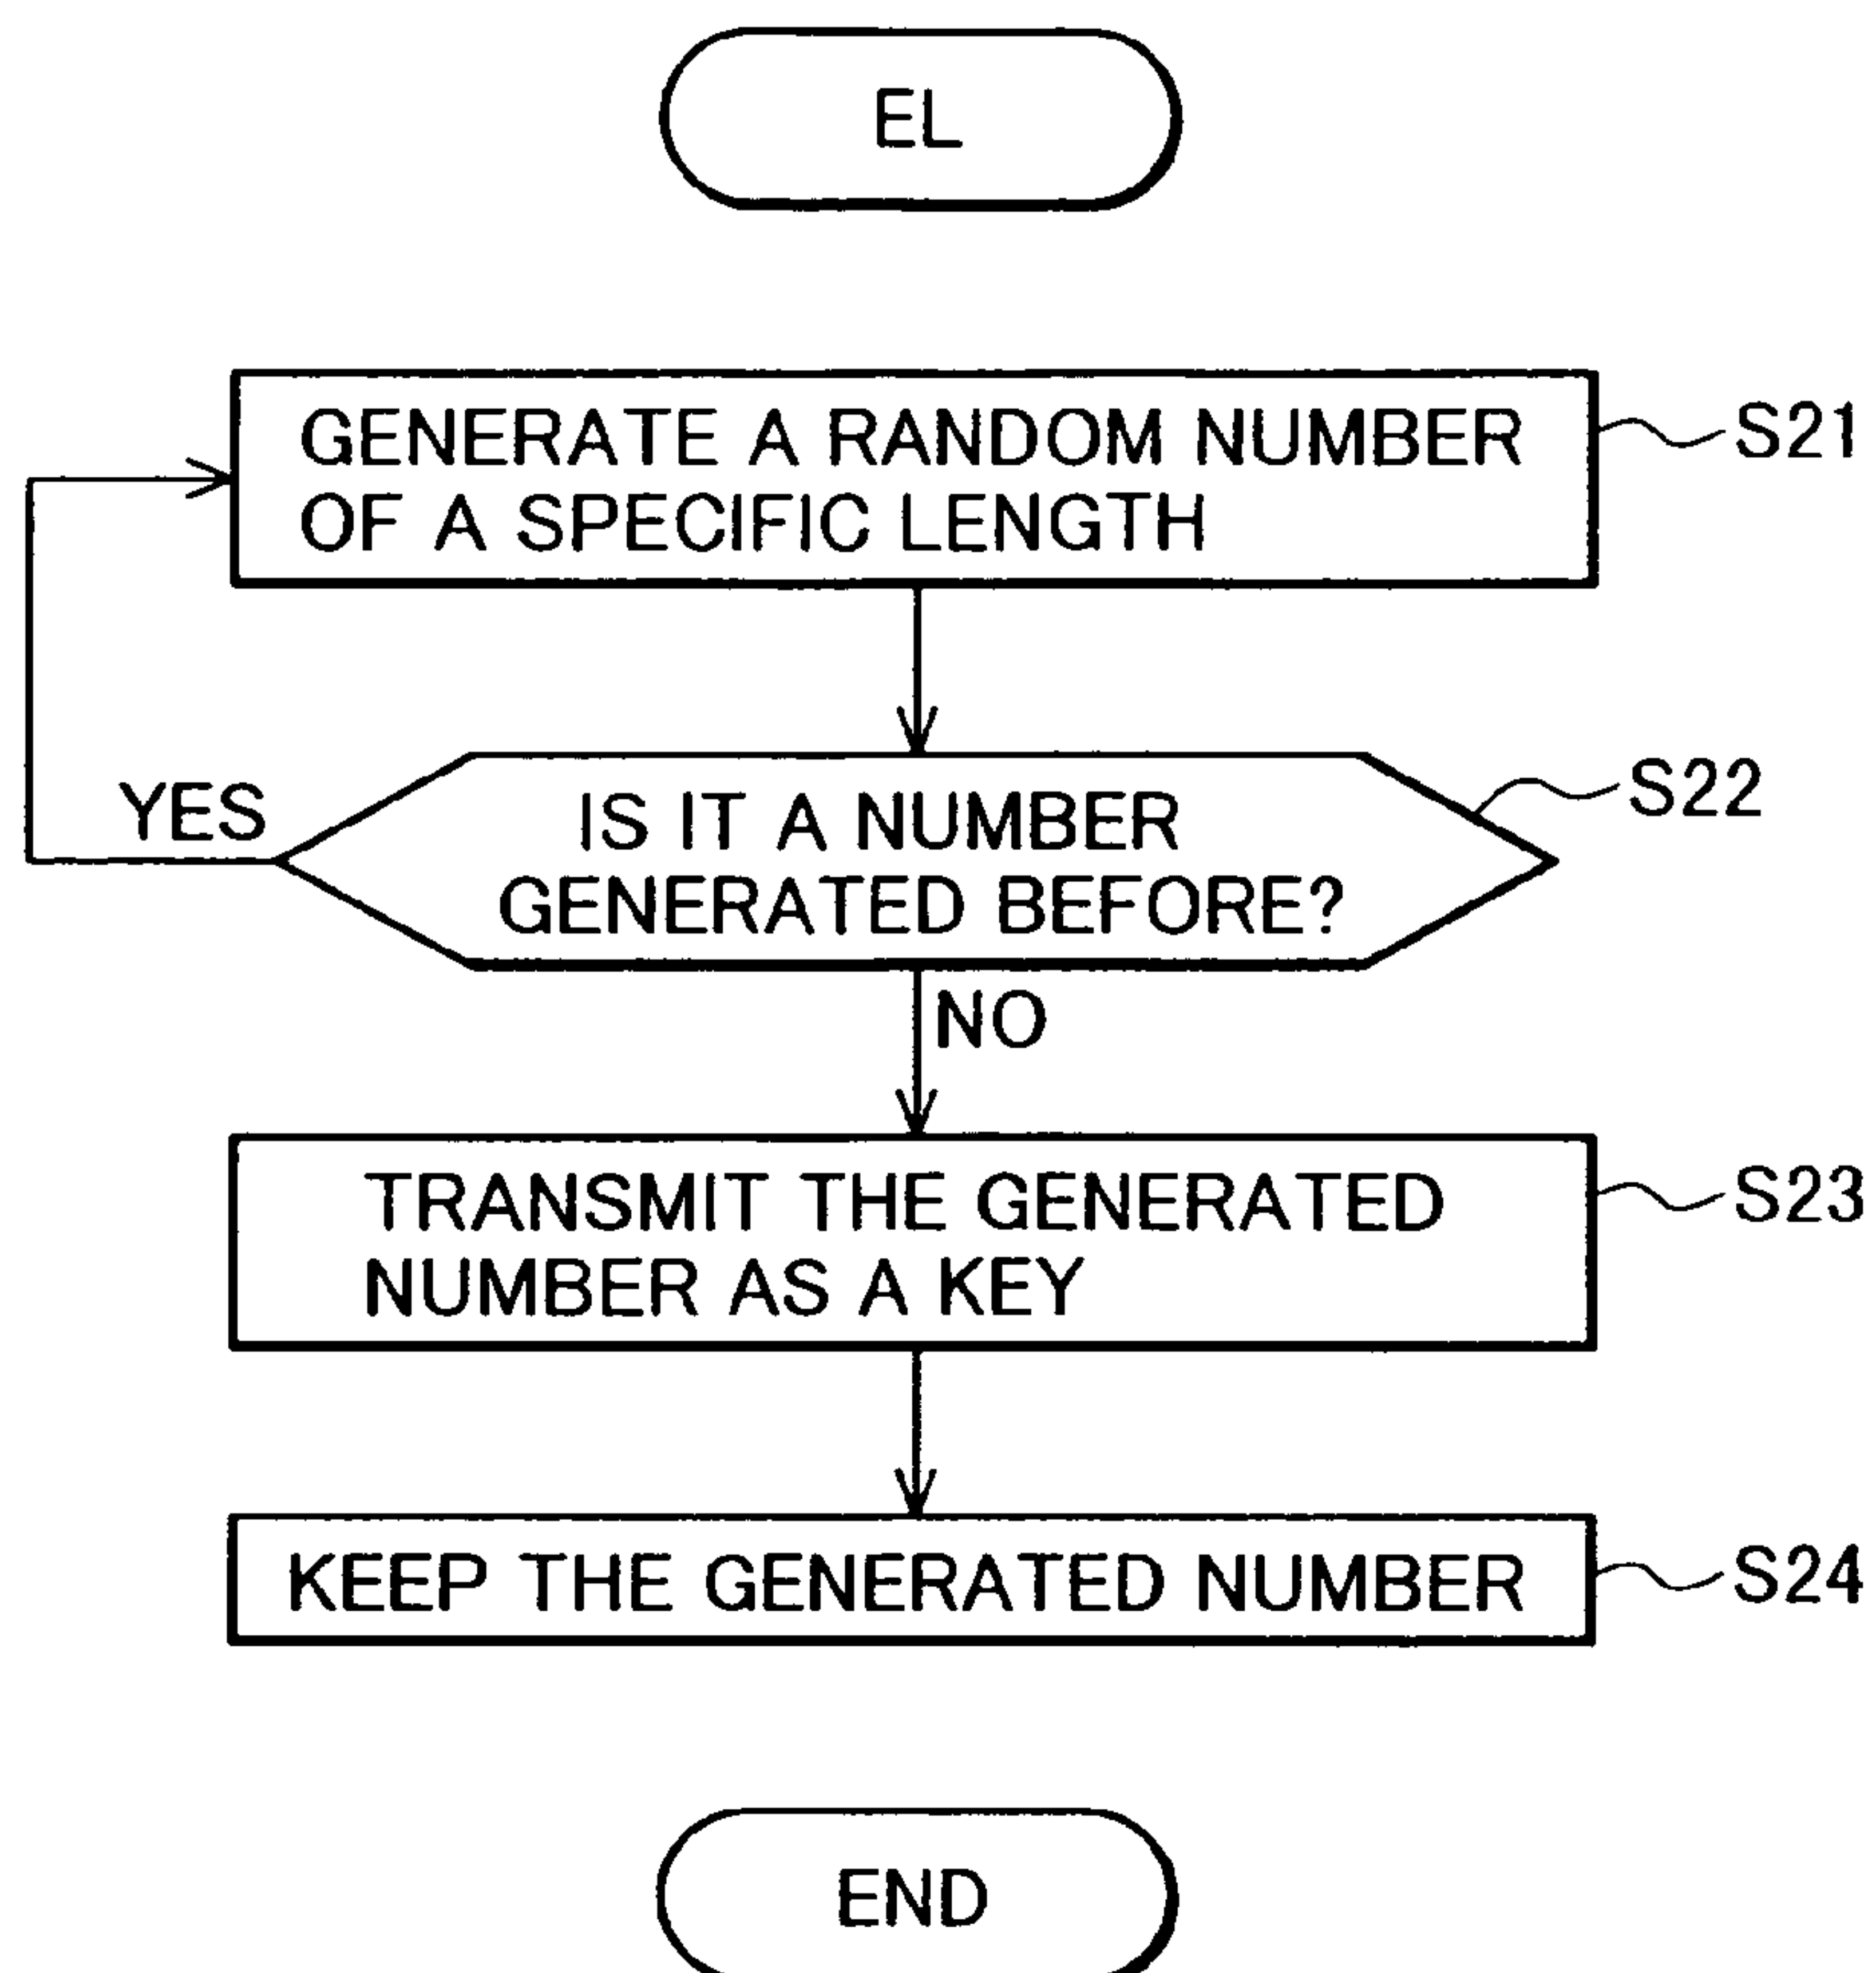 EL
GENERATE A RANDOM NUMBER
OF A SPECIFIC LENGTH
S21
YES
IS IT A NUMBER
GENERATED BEFORE?
S22
NO
TRANSMIT THE GENERATED
NUMBER AS A KEY
S23
KEEP THE GENERATED NUMBER
S24
END